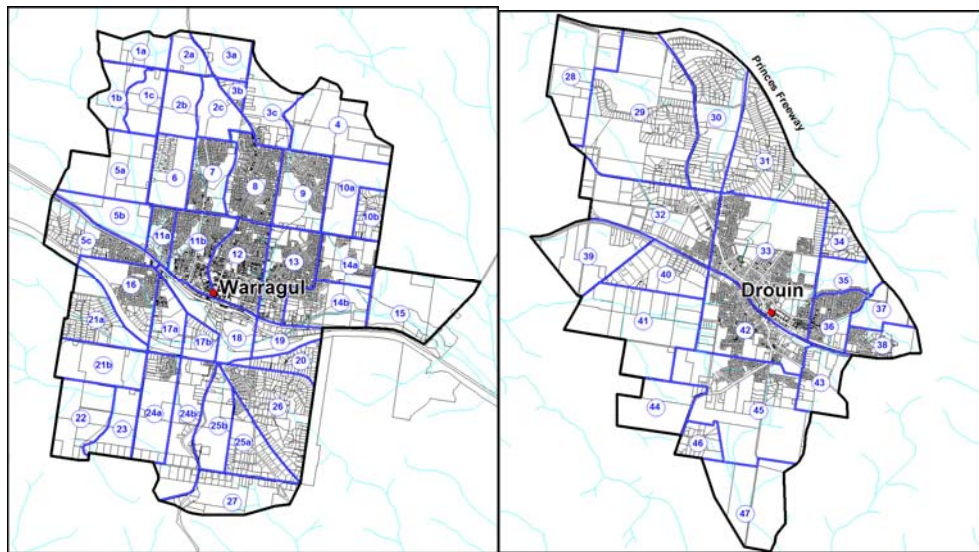 1a
2a
3a
1b
1c
2b
2c
3b
3c
4
5a
6
7
8
9
10a
10b
5b
5c
11a
11b
12
13
14a
Warragul
14b
15
16
17a
17b
18
19
20
21a
21b
22
23
24a
24b
25b
25a
26
27
Princes Freeway
28
29
30
31
32
33
34
35
36
37
38
39
40
41
Drouin
42
43
44
45
46
47